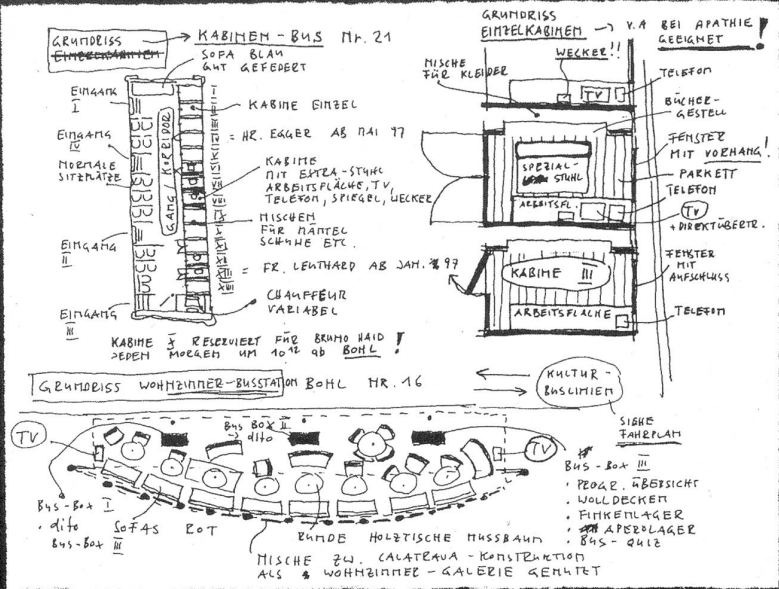 GRUNDRISS
EINZELKABINEN
KABINEN-BUS Nr. 21
SOFA BLAU
GUT GEFEDERT
EINGANG
I
EINGANG
IV
NORMALE
SITZPLÄTZE
EINGANG
II
EINGANG
III
GANG / KORRIDOR
KABINE EINZEL
= HR. EGGER AB MAI 97
KABINE
MIT EXTRA-STUHL
ARBEITSFLÄCHE, TV,
TELEFON, SPIEGEL, WECKER
NISCHEN
FÜR MÄNTEL
SCHUHE ETC.
= FR. LEUTHARD AB JAN. 97
CHAUFFEUR
VARIABEL
KABINE I RESERVIERT FÜR BRUNO HAID
JEDEN MORGEN UM 10 12 ab BOHL !
GRUNDRISS
EINZELKABINEN
V.A BEI APATHIE
GEEIGNET !
WECKER!!
NISCHE
FÜR KLEIDER
TV
TELEFON
BÜCHER-
GESTELL
FENSTER
MIT VORHANG!
PARKETT
SPEZIAL-
STUHL
ARBEITSFL.
TELEFON
TV
+ DIREKTÜBERTR.
KABINE III
FENSTER
MIT
AUFSCHLUSS
ARBEITSFLÄCHE
TELEFON
GRUNDRISS WOHNZIMMER-BUSSTATION BOHL NR. 16
KULTUR-
BUSLINIEN
SIEHE
FAHRPLAN
TV
BUS BOX II
→ dito
TV
BUS-BOX I
. dito
BUS-BOX III
SOFAS ROT
RUNDE HOLZTISCHE NUSSBAUM
NISCHE ZW. CALATRAVA-KONSTRUKTION
ALS WOHNZIMMER-GALERIE GENUTZT
BUS-BOX III
• PROGR. ÜBERSICHT
• WOLLDECKEN
• FINKENLAGER
• APEROLAGER
• BUS-QUIZ